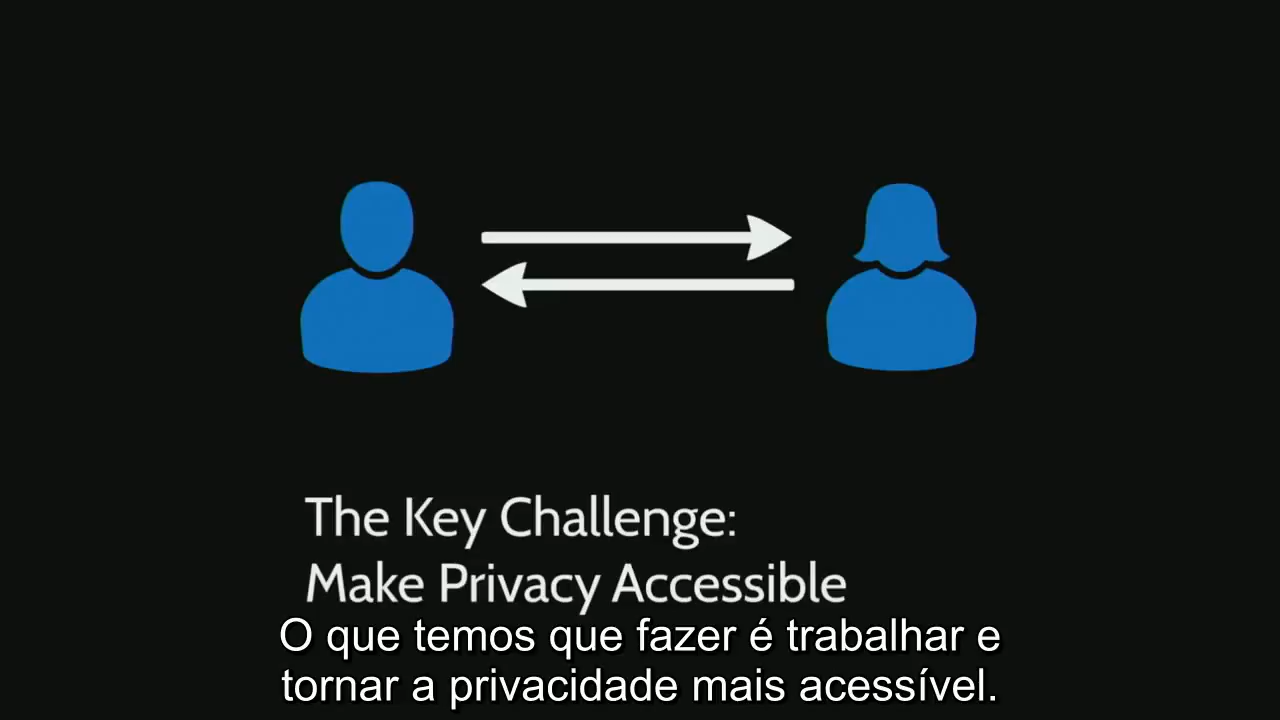 The Key Challenge:
Make Privacy Accessible
O que temos que fazer é trabalhar e
tornar a privacidade mais acessível.